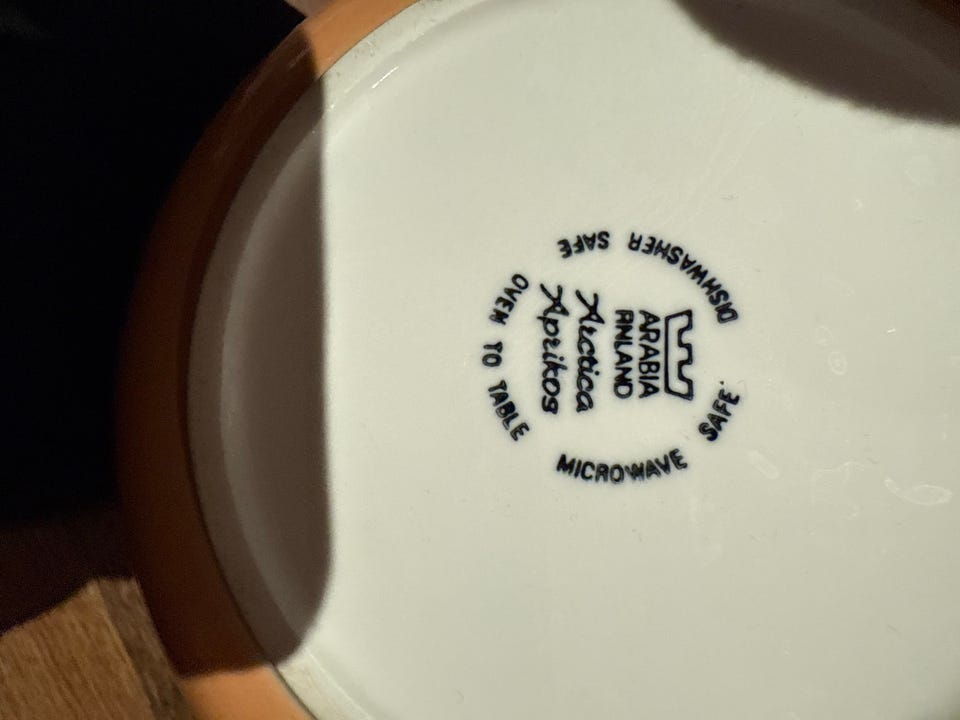 ARABIA
FINLAND
Arctica
Aprikos
DISHWASHER SAFE
OVEN TO TABLE
MICROWAVE SAFE